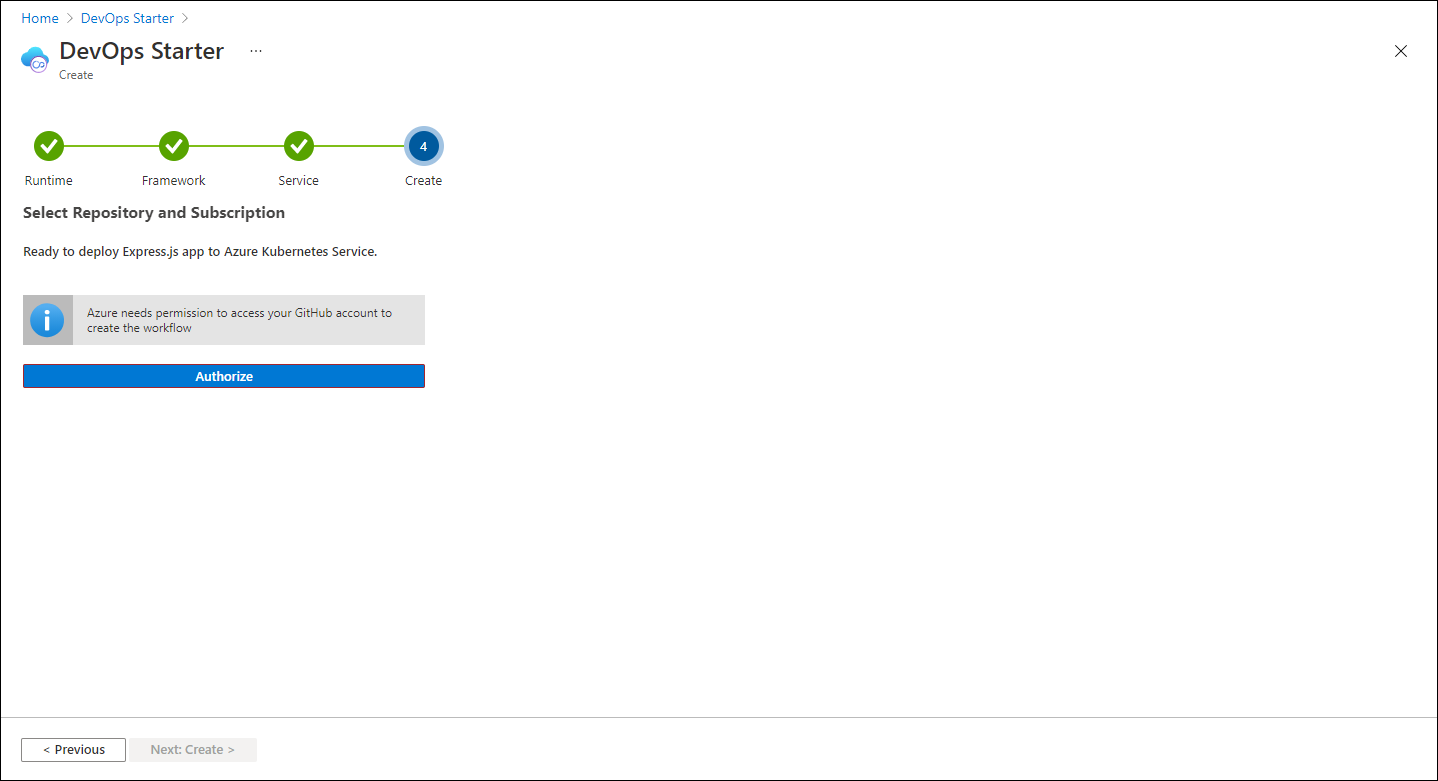 Home > DevOps Starter >
DevOps Starter ...
Create
4
Runtime Framework Service Create
Select Repository and Subscription
Ready to deploy Express.js app to Azure Kubernetes Service.
i
Azure needs permission to access your GitHub account to
create the workflow
Authorize
< Previous Next: Create >